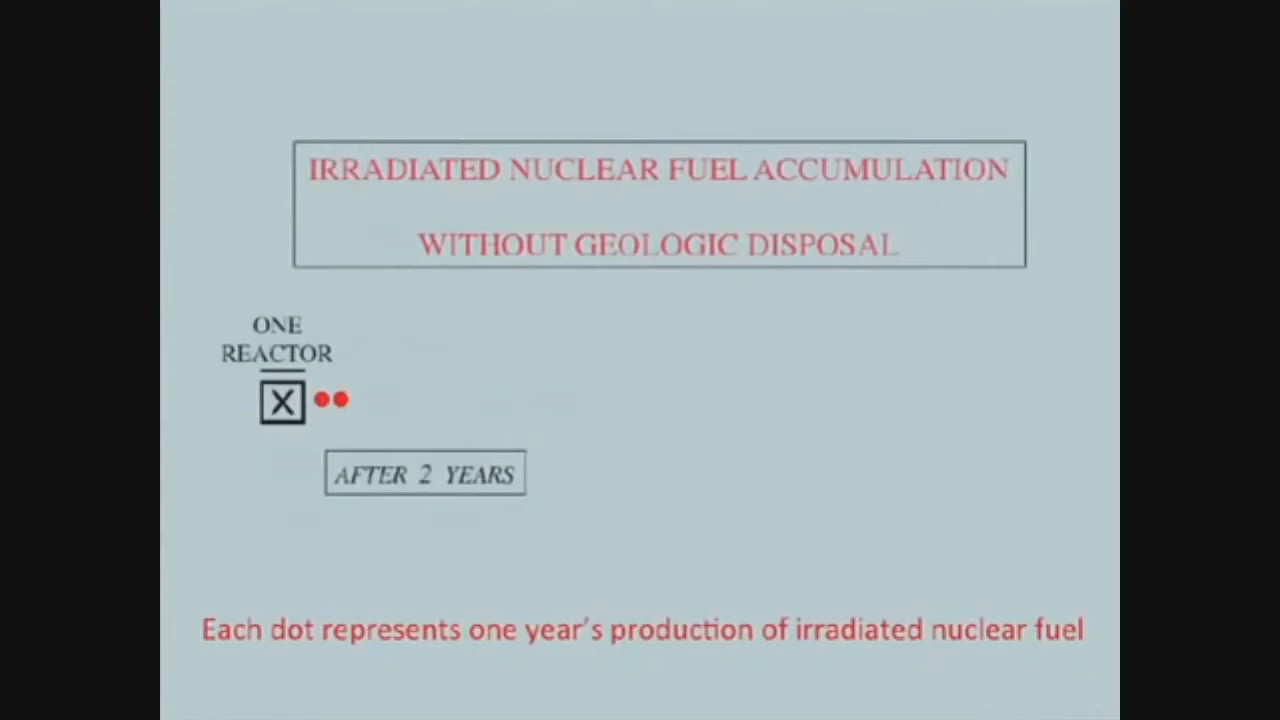 IRRADIATED NUCLEAR FUEL ACCUMULATION
WITHOUT GEOLOGIC DISPOSAL
ONE
REACTOR
X
AFTER 2 YEARS
Each dot represents one year's production of irradiated nuclear fuel